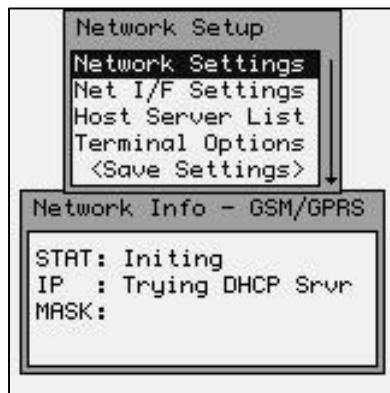 Network Setup
Network Settings
Net I/F Settings
Host Server List
Terminal Options
<Save Settings>
Network Info - GSM/GPRS
STAT: Initing
IP  : Trying DHCP Srvr
MASK: